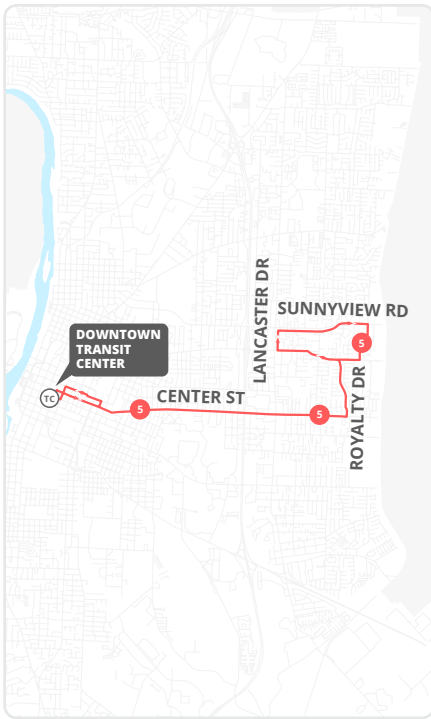 LANCASTER DR
SUNNYVIEW RD
DOWNTOWN
TRANSIT
CENTER
5
TC
CENTER ST
5
5
ROYALTY DR